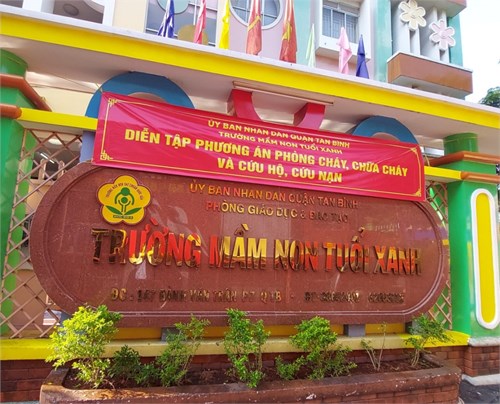 ỦY BAN NHÂN DÂN QUẬN TÂN BÌNH
TRƯỜNG MẦM NON TUỔI XANH
DIỄN TẬP PHƯƠNG ÁN PHÒNG CHÁY, CHỮA CHÁY
VÀ CỨU HỘ, CỨU NẠN
ỦY BAN NHÂN DÂN QUẬN TÂN BÌNH
PHÒNG GIÁO DỤC & ĐÀO TẠO
TRƯỜNG MẦM NON TUỔI XANH